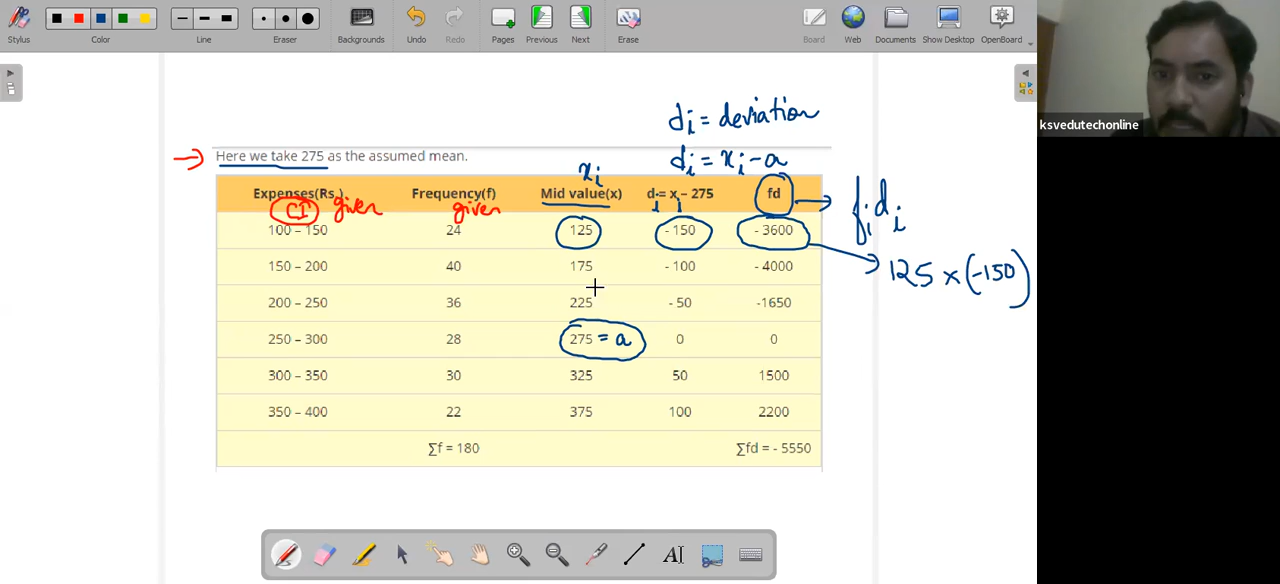 Stylus Color Line Eraser Backgrounds Undo Redo Pages Previous Next Erase Board Web Documents Show Desktop OpenBoard
ksvedutechonline
di = deviation
di = xi - a
Here we take 275 as the assumed mean.
xi
Expenses(Rs.) Frequency(f) Mid value(x) di= xi – 275 fd
CI given given
fi di
100 – 150 24 125 - 150 - 3600
125 x (-150)
150 – 200 40 175 - 100 - 4000
200 – 250 36 225 - 50 -1650
250 – 300 28 275 = a 0 0
300 – 350 30 325 50 1500
350 – 400 22 375 100 2200
∑f = 180 ∑fd = - 5550
A